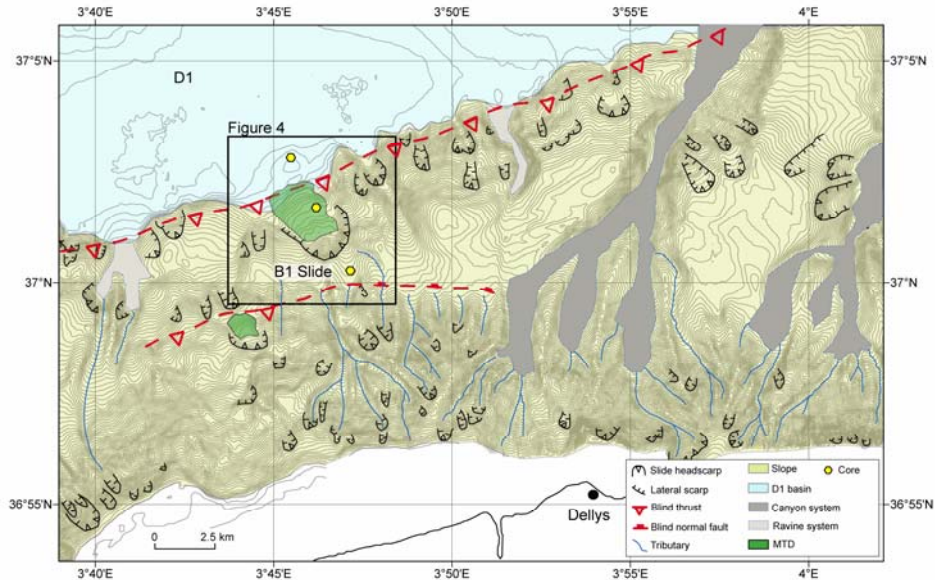 3°40'E 3°45'E 3°50'E 3°55'E 4°E
37°5'N 37°5'N
D1
Figure 4
37°N 37°N
B1 Slide
36°55'N 36°55'N
Dellys
0 2.5 km
Slide headscarp
Lateral scarp
Blind thrust
Blind normal fault
Tributary
Slope
D1 basin
Canyon system
Ravine system
MTD
Core
3°40'E 3°45'E 3°50'E 3°55'E 4°E